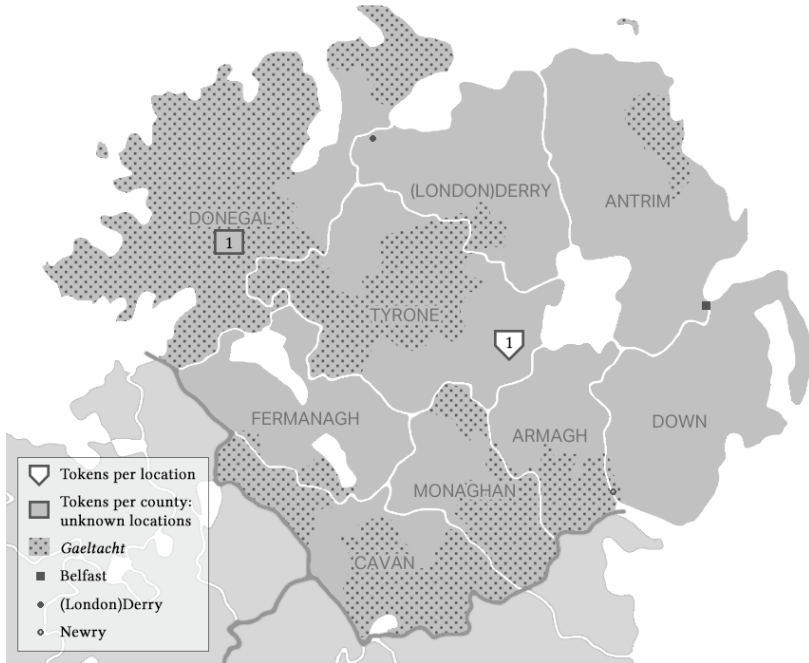 (LONDON)DERRY
ANTRIM
DONEGAL
1
TYRONE
1
FERMANAGH
ARMAGH
DOWN
MONAGHAN
CAVAN
Tokens per location
Tokens per county:
unknown locations
Gaeltacht
Belfast
(London)Derry
Newry